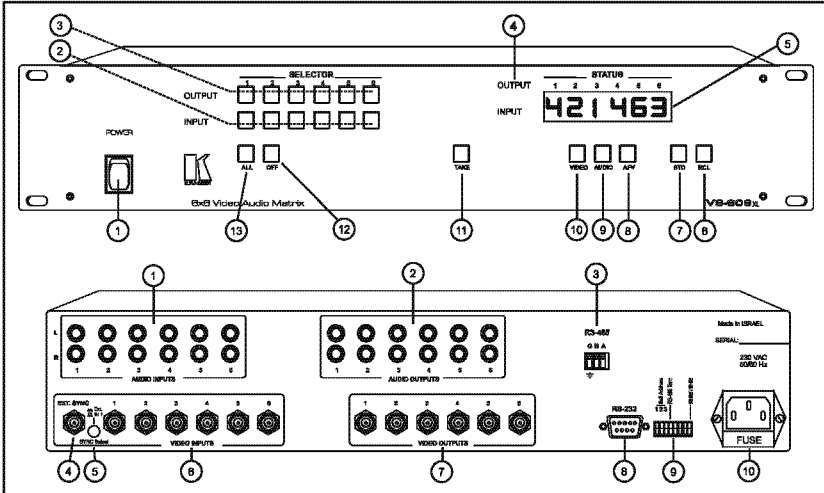 3
2
4
5
SELECTOR
1 2 3 4 5 6
OUTPUT
INPUT
STATUS
OUTPUT
1 2 3 4 5 6
INPUT
421 463
POWER
ALL
OFF
TAKE
VIDEO
AUDIO
AFV
STO
RCL
6x6 Video Audio Matrix
1
13
12
11
10
9
8
7
6
1
2
3
L
R
1 2 3 4 5 6
AUDIO INPUTS
1 2 3 4 5 6
AUDIO OUTPUTS
RS-485
G B A
Made in ISRAEL
SERIAL:
230 VAC
50/60 Hz
EXT. SYNC
1 2 3 4 5 6
SYNC Select
VIDEO INPUTS
1 2 3 4 5 6
VIDEO OUTPUTS
RS-232
1 2 3
FUSE
4
5
6
7
8
9
10